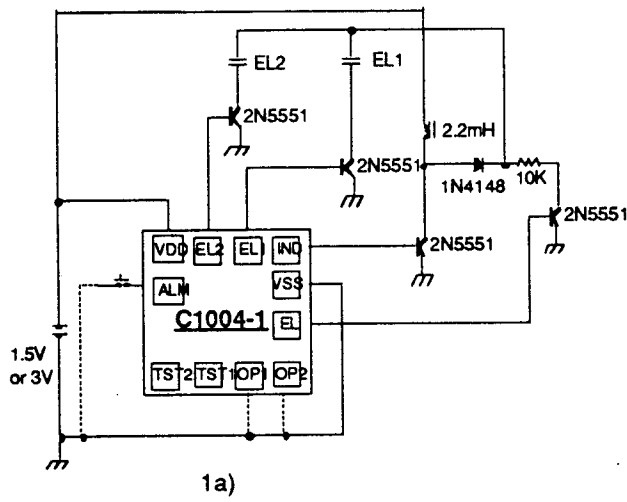 EL2
EL1
2N5551
2.2mH
2N5551
1N4148
10K
2N5551
2N5551
VDD
EL2
EL1
IND
ALM
VSS
C1004-1
EL
1.5V
or 3V
TST2
TST1
OP1
OP2
1a)